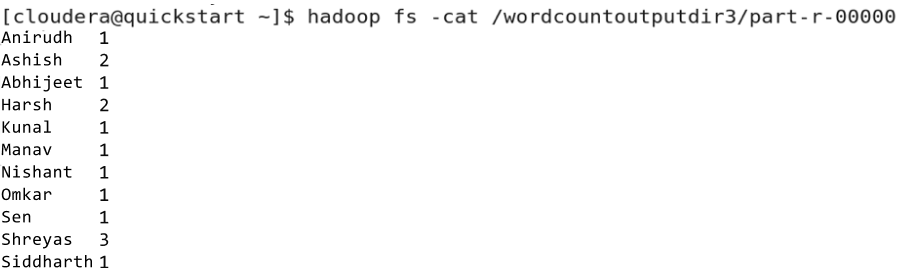 [cloudera@quickstart ~]$ hadoop fs -cat /wordcountoutputdir3/part-r-00000
Anirudh 1
Ashish 2
Abhijeet 1
Harsh 2
Kunal 1
Manav 1
Nishant 1
Omkar 1
Sen 1
Shreyas 3
Siddharth 1